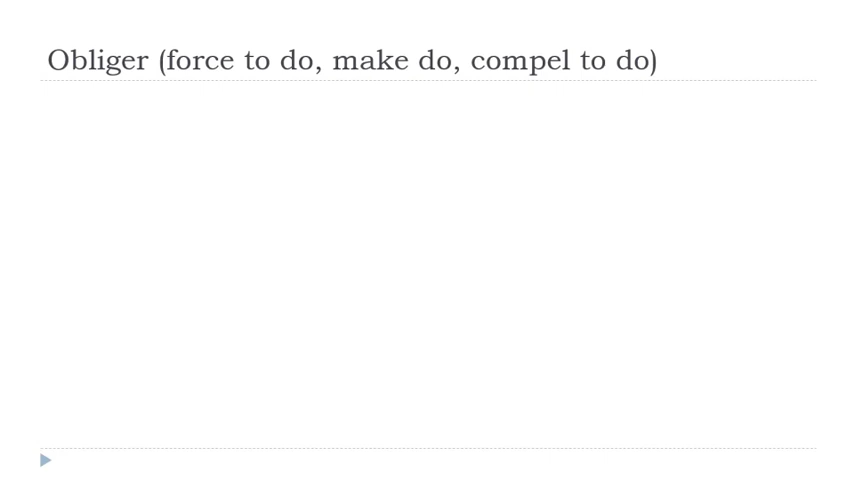 Obliger (force to do, make do, compel to do)